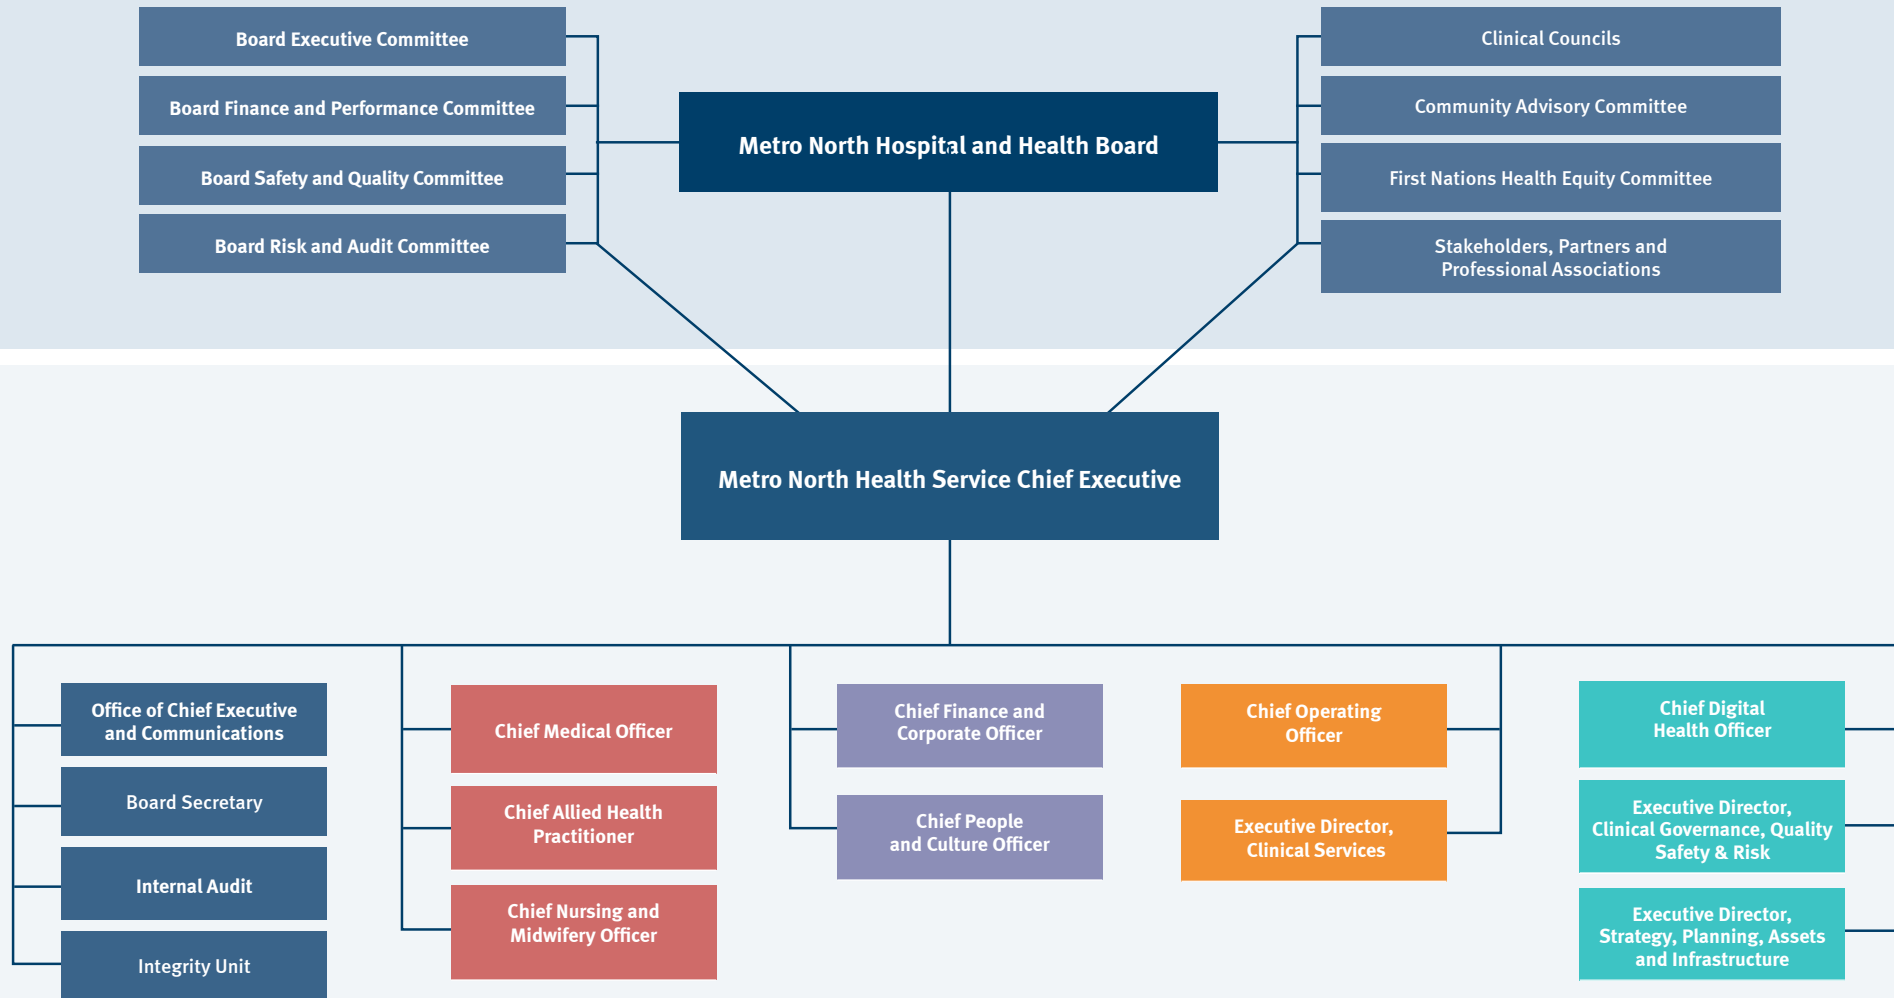 Board Executive Committee
Board Finance and Performance Committee
Board Safety and Quality Committee
Board Risk and Audit Committee
Metro North Hospital and Health Board
Clinical Councils
Community Advisory Committee
First Nations Health Equity Committee
Stakeholders, Partners and
Professional Associations
Metro North Health Service Chief Executive
Office of Chief Executive
and Communications
Board Secretary
Internal Audit
Integrity Unit
Chief Medical Officer
Chief Allied Health
Practitioner
Chief Nursing and
Midwifery Officer
Chief Finance and
Corporate Officer
Chief People
and Culture Officer
Chief Operating
Officer
Executive Director,
Clinical Services
Chief Digital
Health Officer
Executive Director,
Clinical Governance, Quality
Safety & Risk
Executive Director,
Strategy, Planning, Assets
and Infrastructure